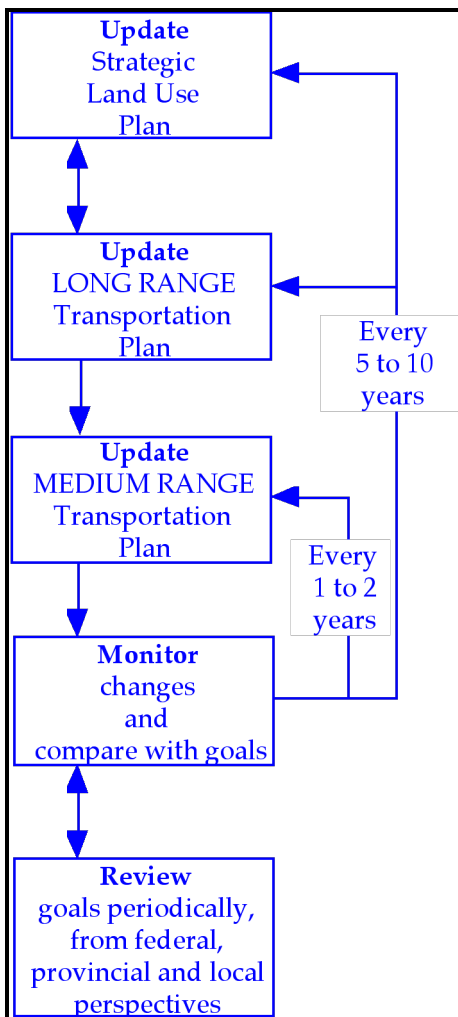 Update
Strategic
Land Use
Plan
Update
LONG RANGE
Transportation
Plan
Every
5 to 10
years
Update
MEDIUM RANGE
Transportation
Plan
Every
1 to 2
years
Monitor
changes
and
compare with goals
Review
goals periodically,
from federal,
provincial and local
perspectives